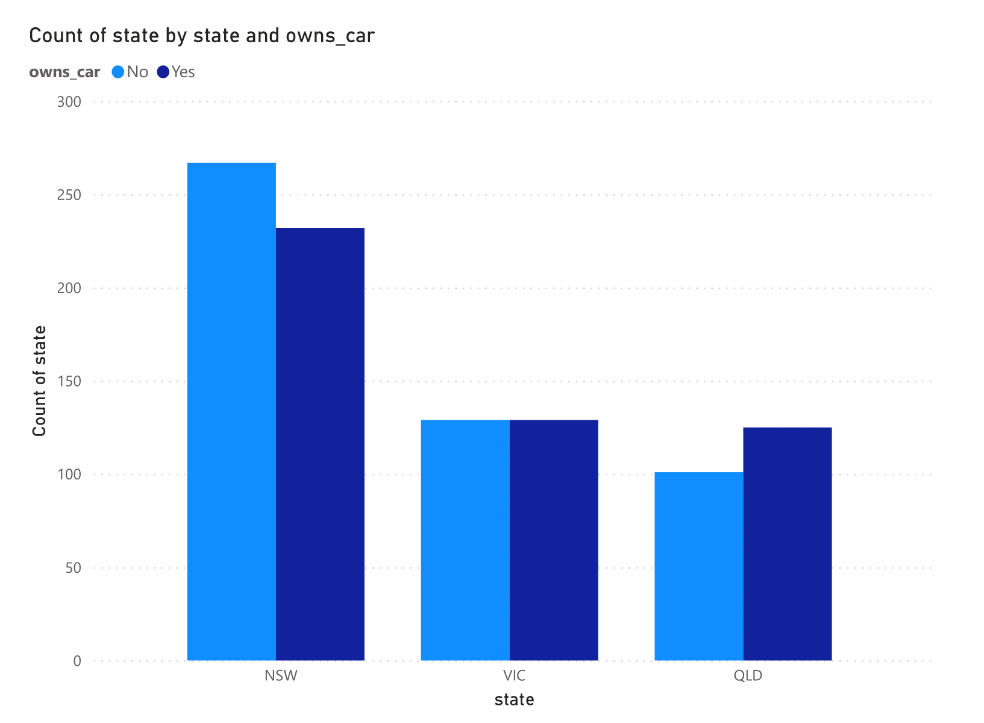 Count of state by state and owns_car
owns_car No Yes
300
250
200
150
100
50
0
Count of state
NSW VIC QLD
state